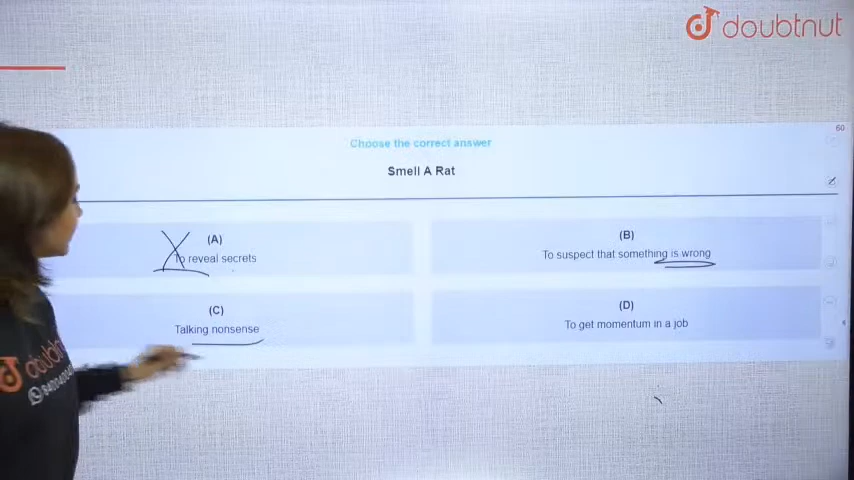 doubtnut
60
Choose the correct answer
Smell A Rat
(A)
To reveal secrets
(B)
To suspect that something is wrong
(C)
Talking nonsense
(D)
To get momentum in a job
doubtnut